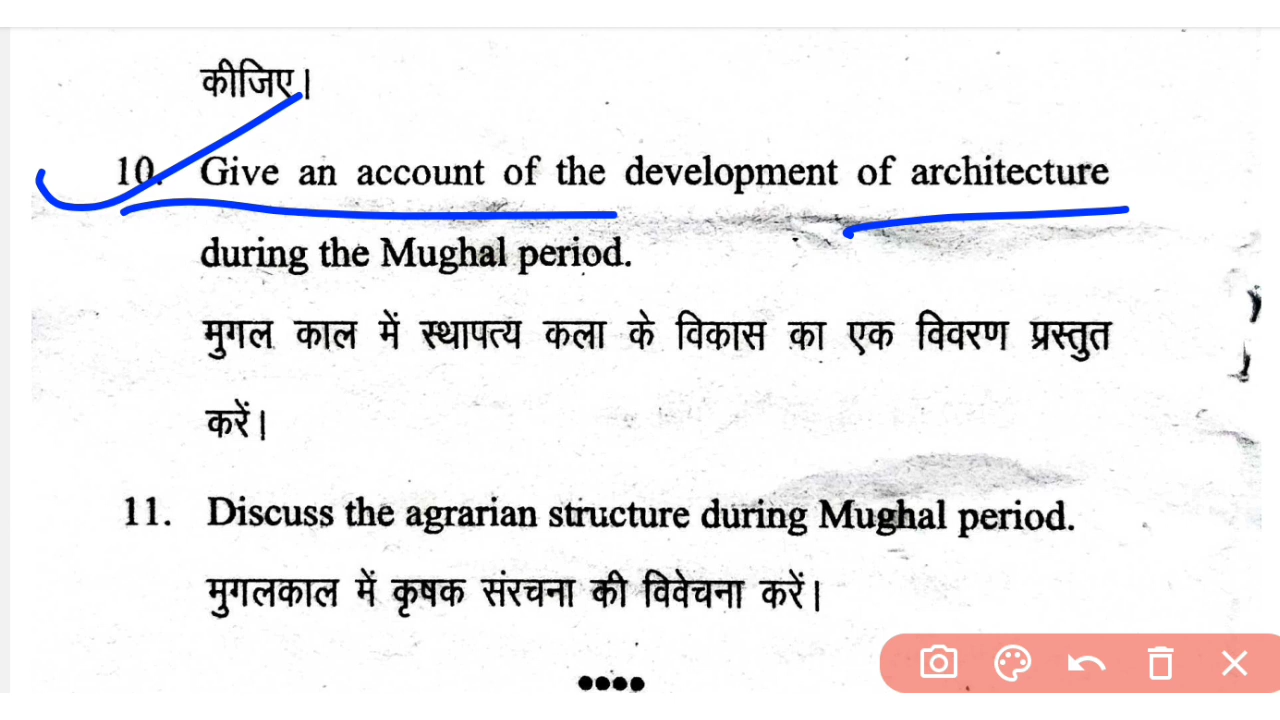 कीजिए।
10. Give an account of the development of architecture
during the Mughal period.
मुगल काल में स्थापत्य कला के विकास का एक विवरण प्रस्तुत
करें।
11. Discuss the agrarian structure during Mughal period.
मुगलकाल में कृषक संरचना की विवेचना करें।